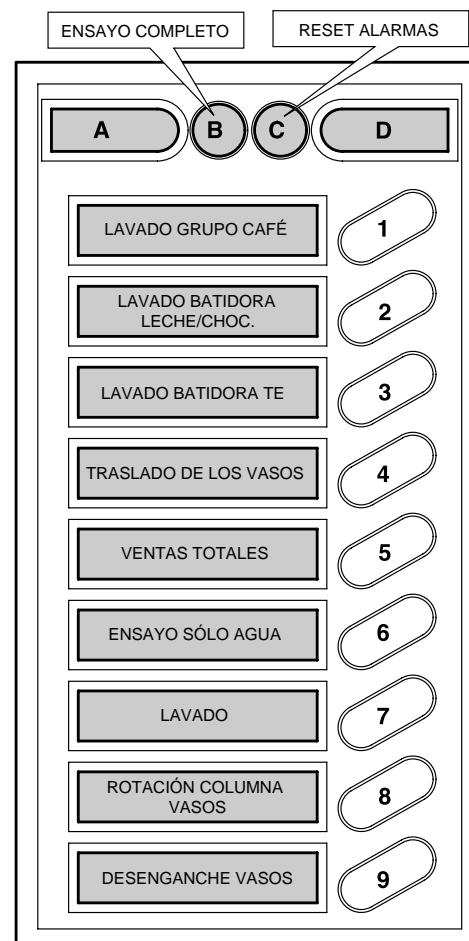 ENSAYO COMPLETO
RESET ALARMAS
A
B
C
D
LAVADO GRUPO CAFÉ
1
LAVADO BATIDORA
LECHE/CHOC.
2
LAVADO BATIDORA TE
3
TRASLADO DE LOS VASOS
4
VENTAS TOTALES
5
ENSAYO SÓLO AGUA
6
LAVADO
7
ROTACIÓN COLUMNA
VASOS
8
DESENGANCHE VASOS
9